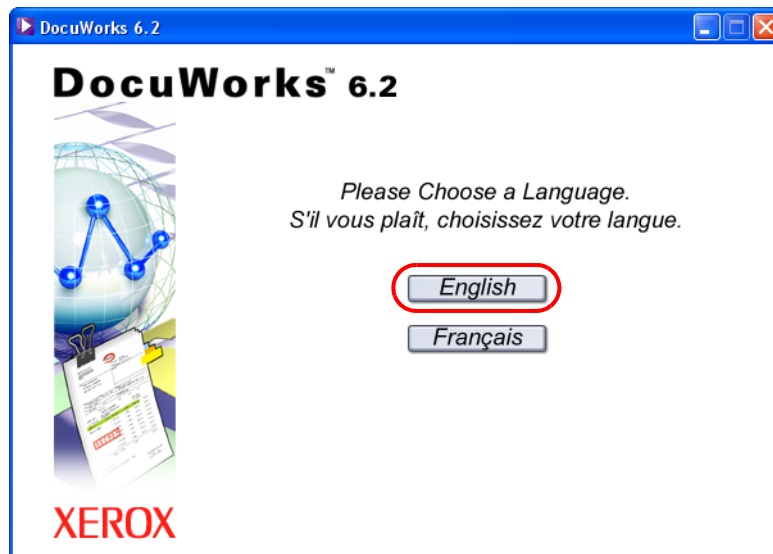 DocuWorks 6.2
DocuWorks™ 6.2
Please Choose a Language.
S'il vous plaît, choisissez votre langue.
English
Français
XEROX